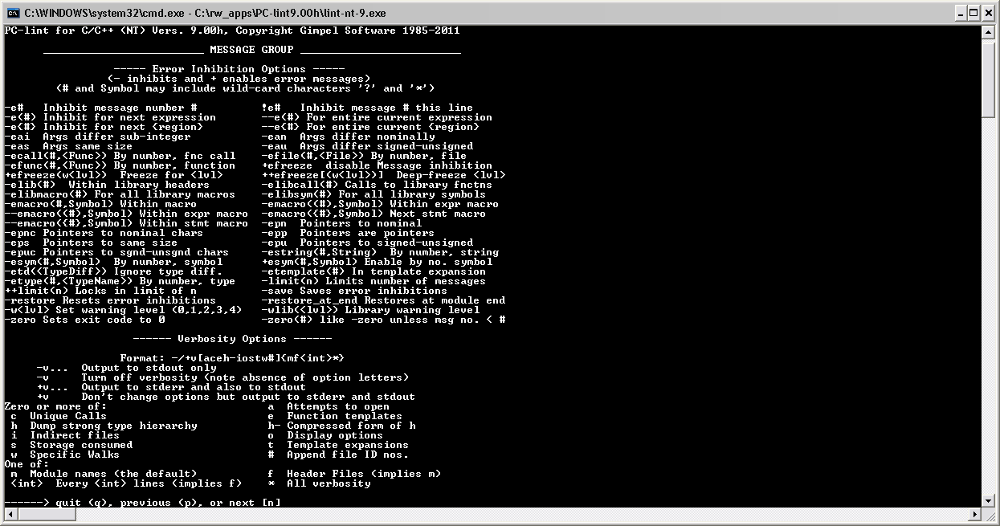 C:\WINDOWS\system32\cmd.exe - C:\rw_apps\PC-lint9.00h\lint-nt-9.exe
PC-lint for C/C++ (NT) Vers. 9.00h, Copyright Gimpel Software 1985-2011
_________________________ MESSAGE GROUP _________________________
----- Error Inhibition Options -----
(- inhibits and + enables error messages)
(# and Symbol may include wild-card characters '?' and '*')
-e#   Inhibit message number #          !e#   Inhibit message # this line
-e(#) Inhibit for next expression       --e(#) For entire current expression
-e{#} Inhibit for next {region}         --e{#} For entire current {region}
-eai  Args differ sub-integer           -ean  Args differ nominally
-eas  Args same size                    -eau  Args differ signed-unsigned
-ecall(#,<Func>) By number, fnc call    -efile(#,<File>) By number, file
-efunc(#,<Func>) By number, function    +efreeze  disable Message inhibition
+efreeze(w<lvl>)  Freeze for <lvl>      ++efreeze[(w<lvl>)]  Deep-freeze <lvl>
-elib(#)  Within library headers        -elibcall(#) Calls to library fnctns
-elibmacro(#) For all library macros    -elibsym(#) For all library symbols
-emacro(#,Symbol) Within macro          -emacro((#),Symbol) Within expr macro
--emacro((#),Symbol) Within expr macro  -emacro({#},Symbol) Next stmt macro
--emacro({#},Symbol) Within stmt macro  -epn  Pointers to nominal
-epnc  Pointers to nominal chars         -epp  Pointers are pointers
-eps  Pointers to same size             -epu  Pointers to signed-unsigned
-epuc Pointers to sgnd-unsgnd chars     -estring(#,String)  By number, string
-esym(#,Symbol)  By number, symbol      +esym(#,Symbol) Enable by no. symbol
-etd(<TypeDiff>) Ignore type diff.      -etemplate(#) In template expansion
-etype(#,<TypeName>) By number, type    -limit(n) Limits number of messages
++limit(n) Locks in limit of n          -save Saves error inhibitions
-restore Resets error inhibitions       -restore_at_end Restores at module end
-w<lvl> Set warning level (0,1,2,3,4)   -wlib(<lvl>) Library warning level
-zero Sets exit code to 0               -zero(#) like -zero unless msg no. < #
------ Verbosity Options ------
Format: -/+v[aceh-iostw#]{mf<int>*}
-v...  Output to stdout only
-v     Turn off verbosity (note absence of option letters)
+v...  Output to stderr and also to stdout
+v     Don't change options but output to stderr and stdout
Zero or more of:                         a  Attempts to open
c  Unique Calls                         e  Function templates
h  Dump strong type hierarchy           h- Compressed form of h
i  Indirect files                       o  Display options
s  Storage consumed                     t  Template expansions
w  Specific Walks                       #  Append file ID nos.
One of:
m  Module names (the default)           f  Header Files (implies m)
<int>  Every <int> lines (implies f)    *  All verbosity
------> quit (q), previous (p), or next [n]